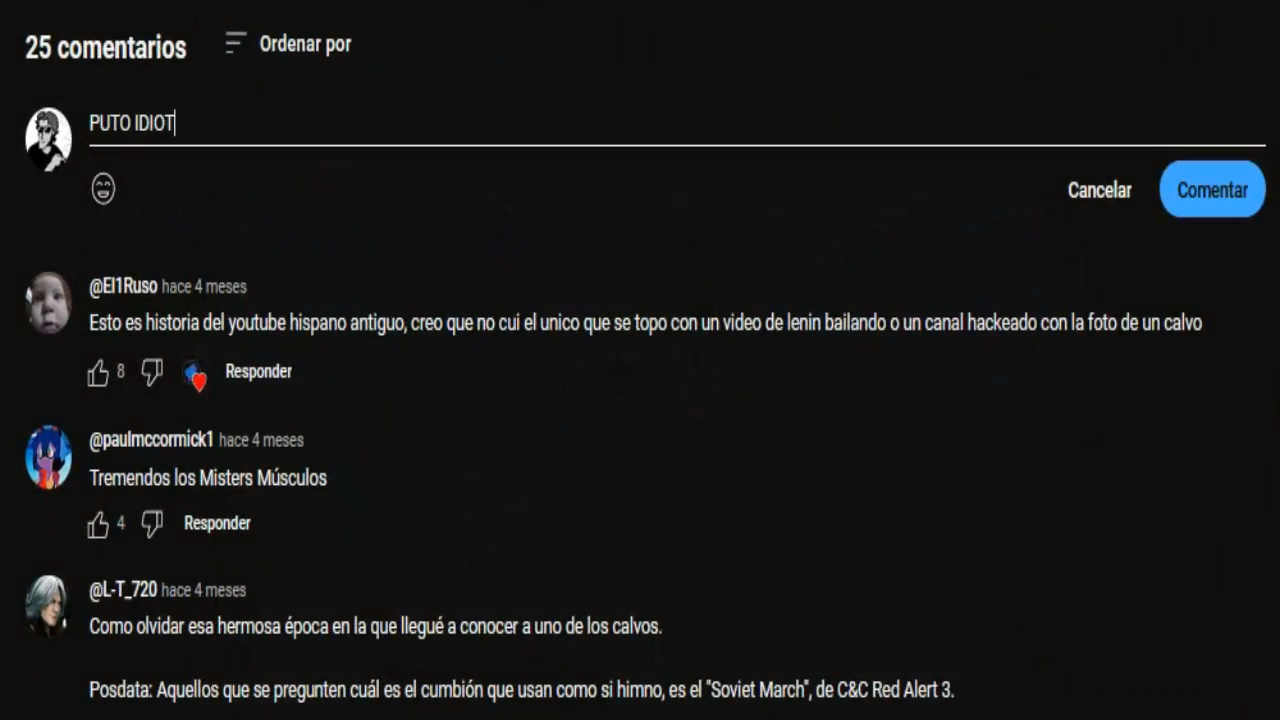 25 comentarios
Ordenar por
PUTO IDIOT
Cancelar
Comentar
@El1Ruso hace 4 meses
Esto es historia del youtube hispano antiguo, creo que no cui el unico que se topo con un video de lenin bailando o un canal hackeado con la foto de un calvo
8
Responder
@paulmccormick1 hace 4 meses
Tremendos los Misters Músculos
4
Responder
@L-T_720 hace 4 meses
Como olvidar esa hermosa época en la que llegué a conocer a uno de los calvos.
Posdata: Aquellos que se pregunten cuál es el cumbión que usan como si himno, es el "Soviet March", de C&C Red Alert 3.